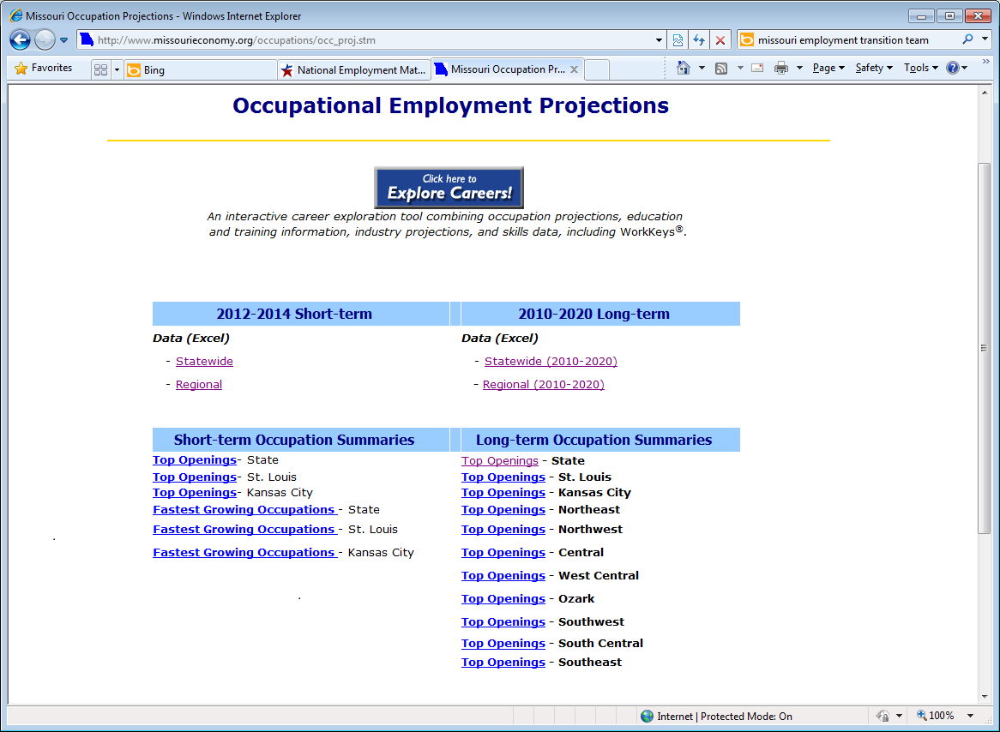 Missouri Occupation Projections - Windows Internet Explorer
http://www.missourieconomy.org/occupations/occ_proj.stm
missouri employment transition team
Favorites
Bing
National Employment Mat...
Missouri Occupation Pr...
Page
Safety
Tools
Occupational Employment Projections
Click here to
Explore Careers!
An interactive career exploration tool combining occupation projections, education
and training information, industry projections, and skills data, including WorkKeys®.
2012-2014 Short-term 2010-2020 Long-term
Data (Excel) Data (Excel)
- Statewide - Statewide (2010-2020)
- Regional - Regional (2010-2020)
Short-term Occupation Summaries Long-term Occupation Summaries
Top Openings- State Top Openings - State
Top Openings- St. Louis Top Openings - St. Louis
Top Openings- Kansas City Top Openings - Kansas City
Fastest Growing Occupations - State Top Openings - Northeast
Fastest Growing Occupations - St. Louis Top Openings - Northwest
Fastest Growing Occupations - Kansas City Top Openings - Central
Top Openings - West Central
Top Openings - Ozark
Top Openings - Southwest
Top Openings - South Central
Top Openings - Southeast
Internet | Protected Mode: On
100%